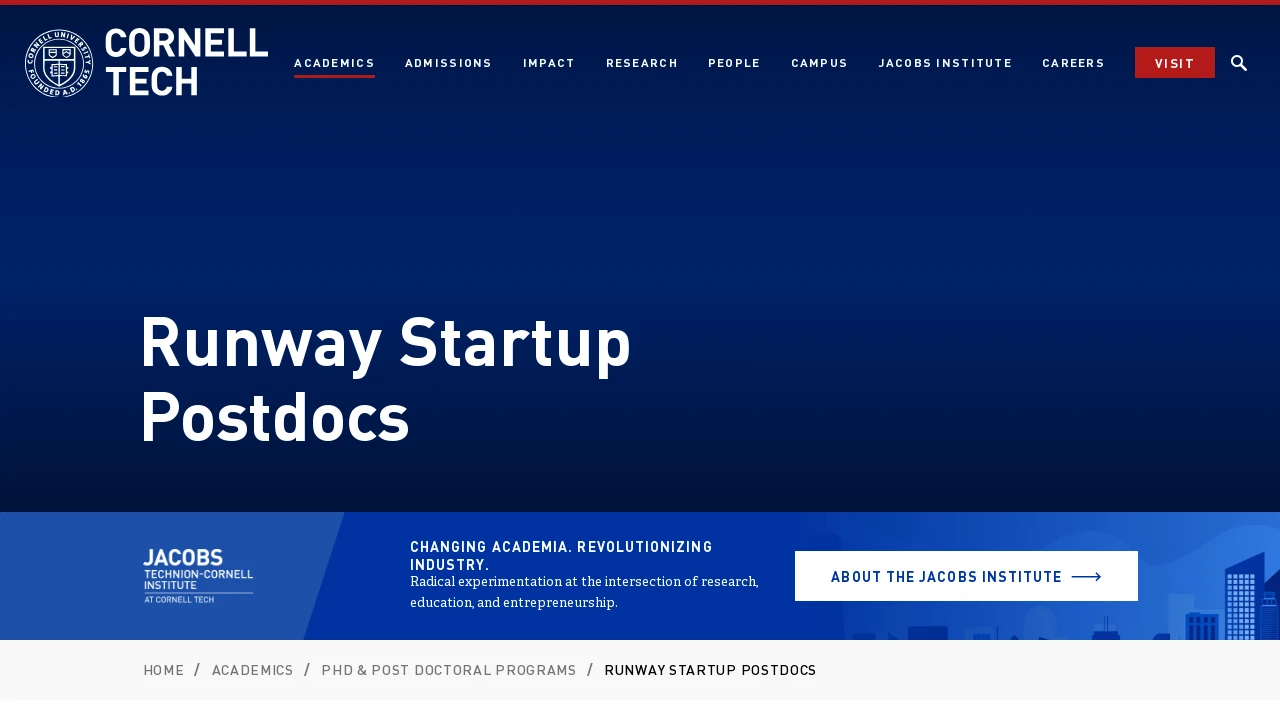 CORNELL UNIVERSITY
FOUNDED A.D. 1865
CORNELL
TECH
ACADEMICS
ADMISSIONS
IMPACT
RESEARCH
PEOPLE
CAMPUS
JACOBS INSTITUTE
CAREERS
VISIT
Runway Startup
Postdocs
JACOBS
TECHNION-CORNELL
INSTITUTE
AT CORNELL TECH
CHANGING ACADEMIA. REVOLUTIONIZING
INDUSTRY.
Radical experimentation at the intersection of research,
education, and entrepreneurship.
ABOUT THE JACOBS INSTITUTE
HOME / ACADEMICS / PHD & POST DOCTORAL PROGRAMS / RUNWAY STARTUP POSTDOCS